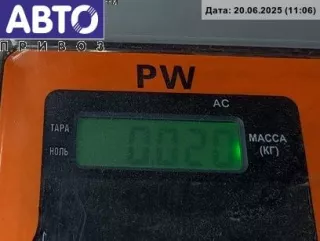 АВТО
ПРИВОЗ
Дата: 20.06.2025 (11:06)
PW
AC
ТАРА
НОЛЬ
0.020
МАССА
(КГ)